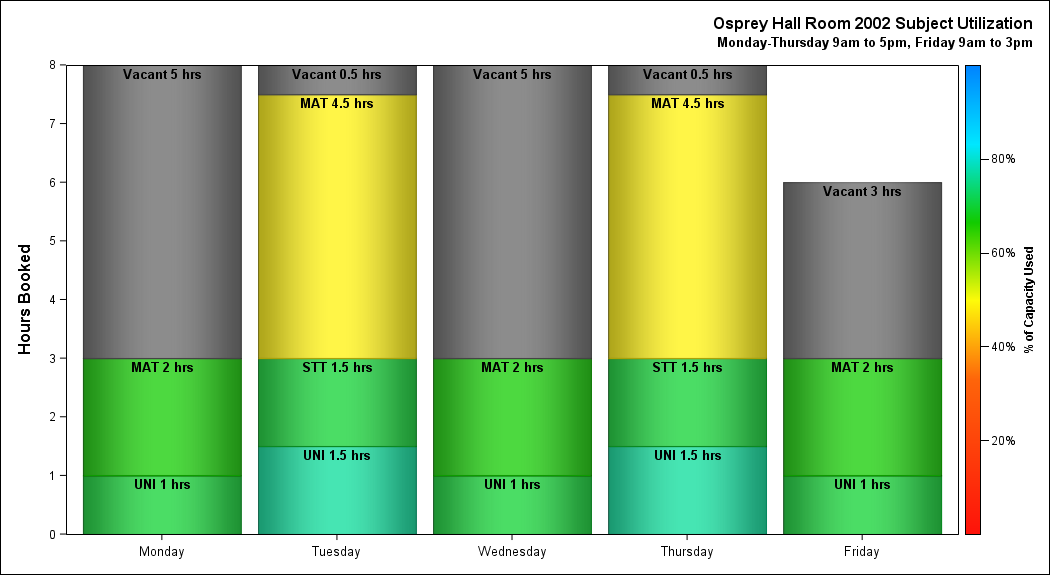 Osprey Hall Room 2002 Subject Utilization
Monday-Thursday 9am to 5pm, Friday 9am to 3pm
Hours Booked
8
7
6
5
4
3
2
1
0
Vacant 5 hrs
MAT 2 hrs
UNI 1 hrs
Vacant 0.5 hrs
MAT 4.5 hrs
STT 1.5 hrs
UNI 1.5 hrs
Vacant 5 hrs
MAT 2 hrs
UNI 1 hrs
Vacant 0.5 hrs
MAT 4.5 hrs
STT 1.5 hrs
UNI 1.5 hrs
Vacant 3 hrs
MAT 2 hrs
UNI 1 hrs
Monday
Tuesday
Wednesday
Thursday
Friday
80%
60%
40%
20%
% of Capacity Used